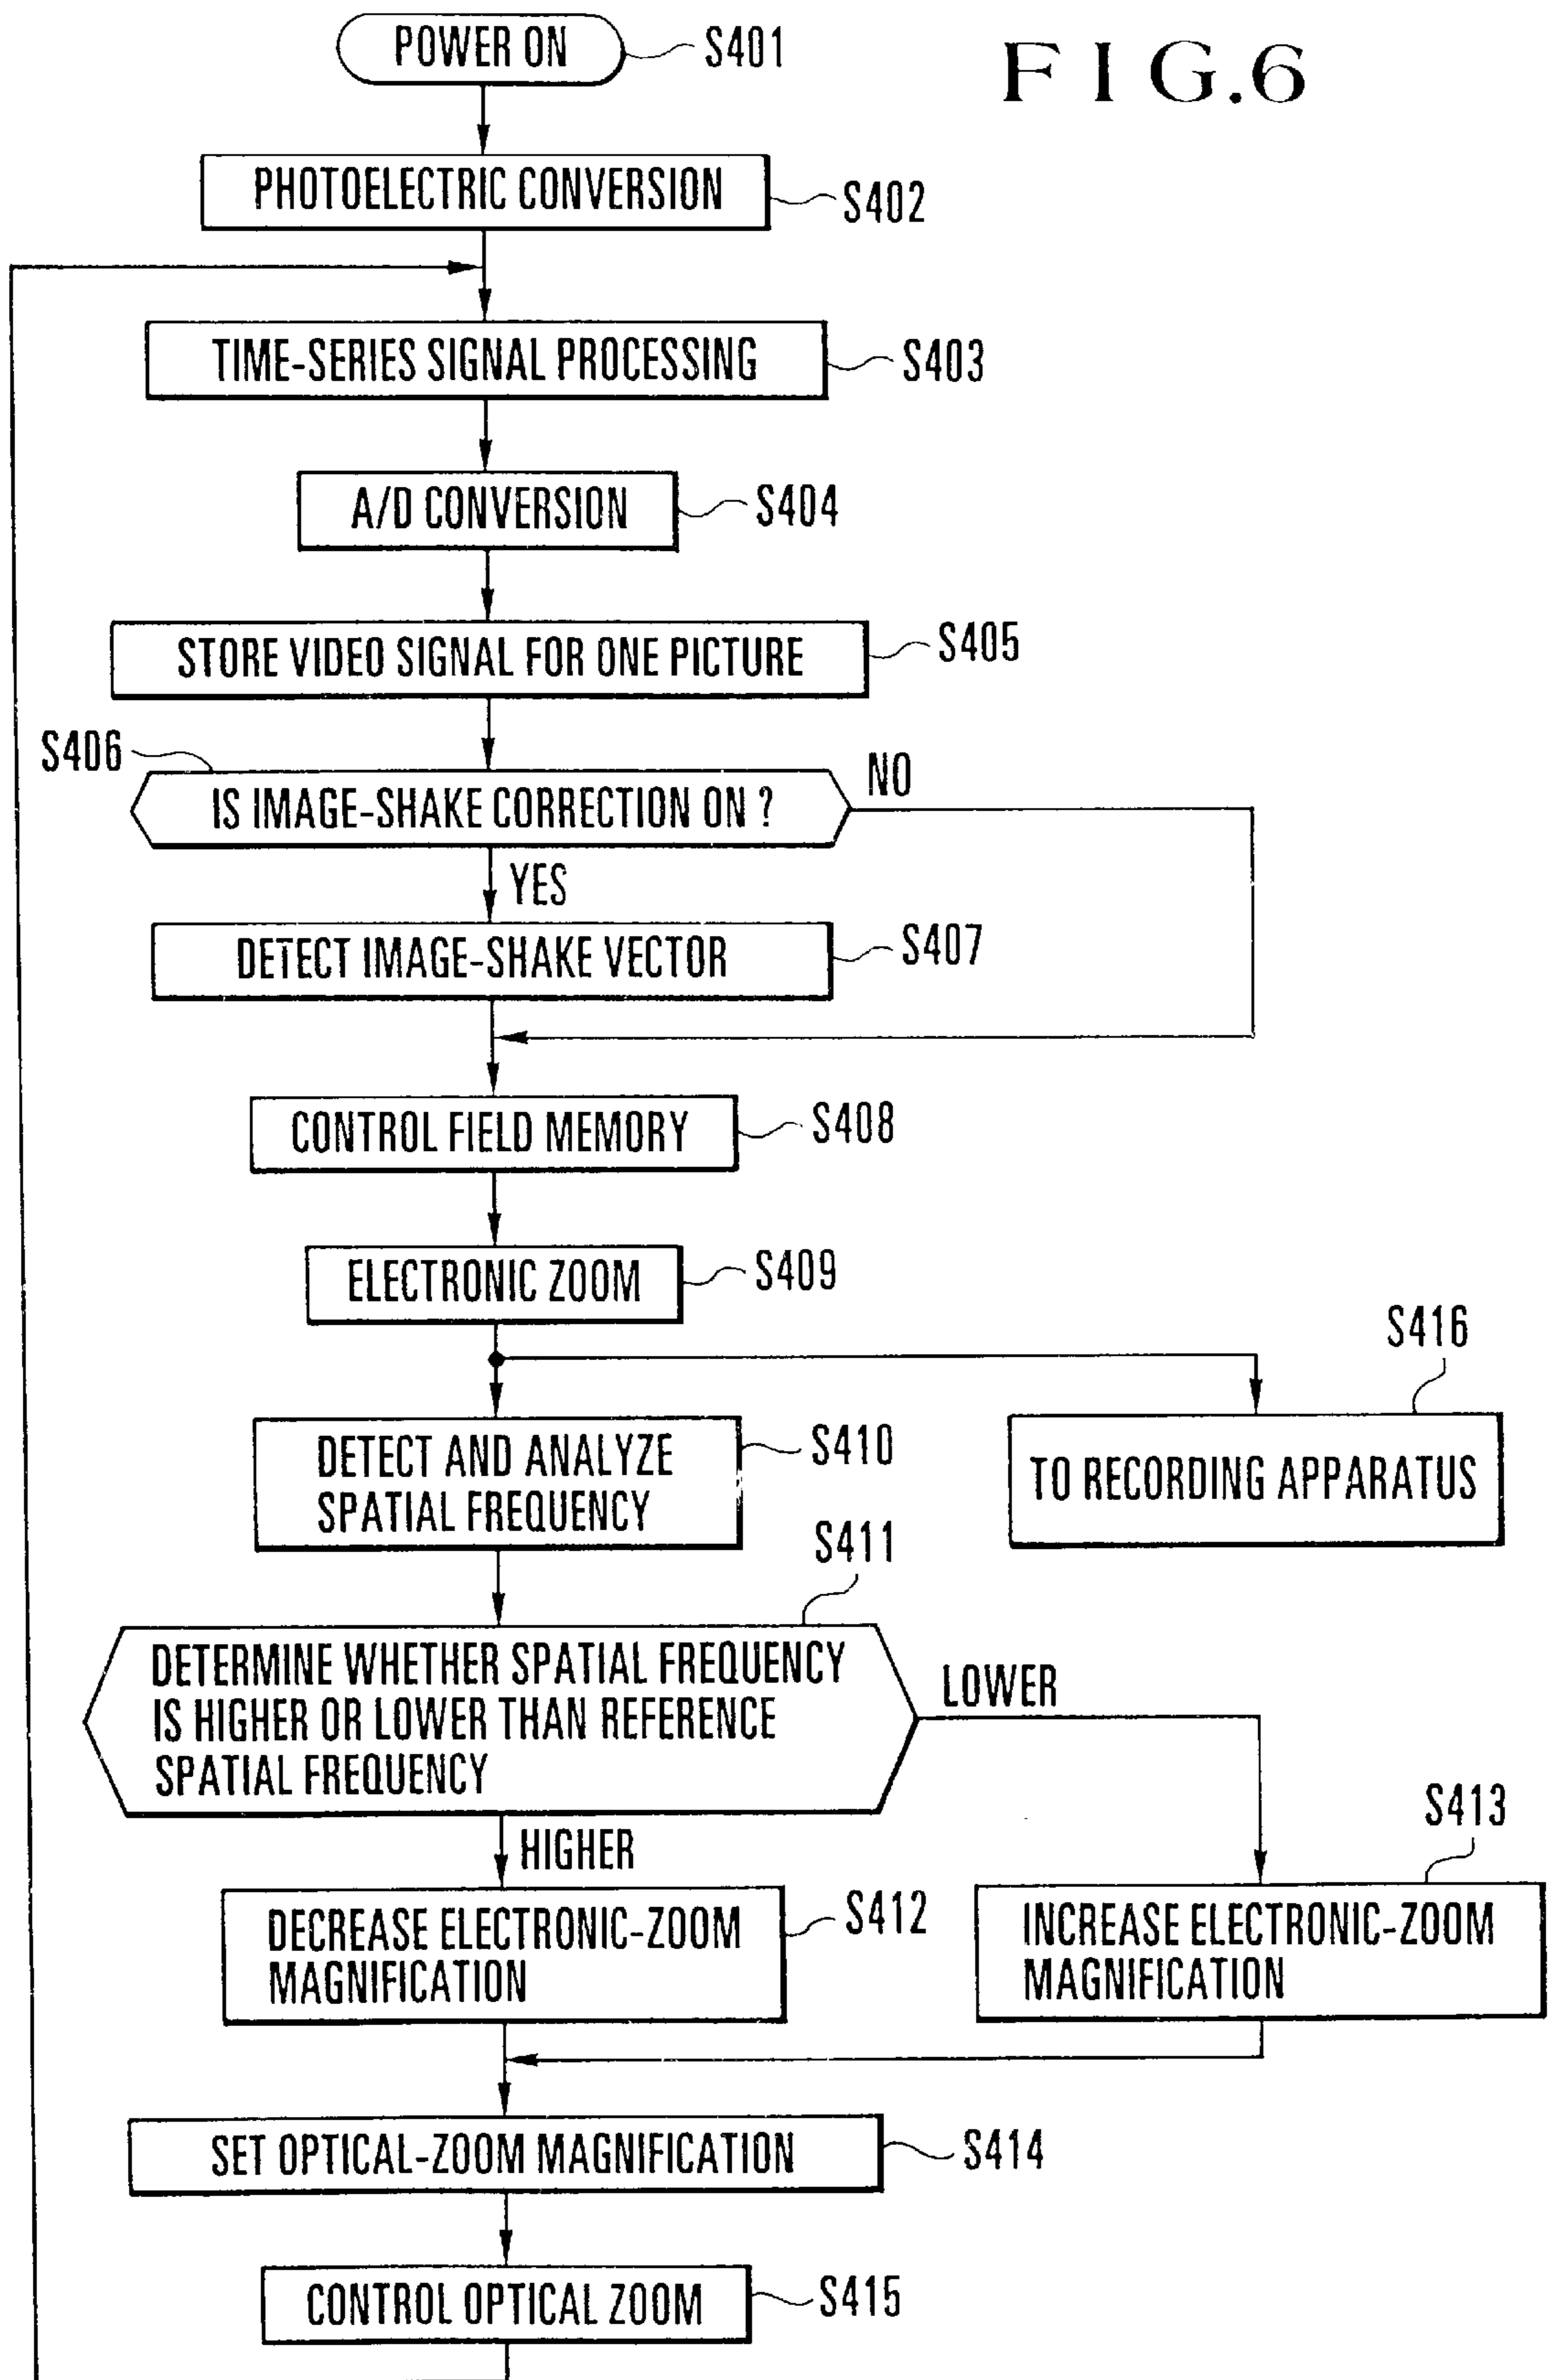 POWER ON
S401
FIG.6
PHOTOELECTRIC CONVERSION
S402
TIME-SERIES SIGNAL PROCESSING
S403
A/D CONVERSION
S404
STORE VIDEO SIGNAL FOR ONE PICTURE
S405
S406
IS IMAGE-SHAKE CORRECTION ON ?
NO
YES
DETECT IMAGE-SHAKE VECTOR
S407
CONTROL FIELD MEMORY
S408
ELECTRONIC ZOOM
S409
S416
DETECT AND ANALYZE
SPATIAL FREQUENCY
S410
TO RECORDING APPARATUS
S411
DETERMINE WHETHER SPATIAL FREQUENCY
IS HIGHER OR LOWER THAN REFERENCE
SPATIAL FREQUENCY
LOWER
HIGHER
S413
DECREASE ELECTRONIC-ZOOM
MAGNIFICATION
S412
INCREASE ELECTRONIC-ZOOM
MAGNIFICATION
SET OPTICAL-ZOOM MAGNIFICATION
S414
CONTROL OPTICAL ZOOM
S415